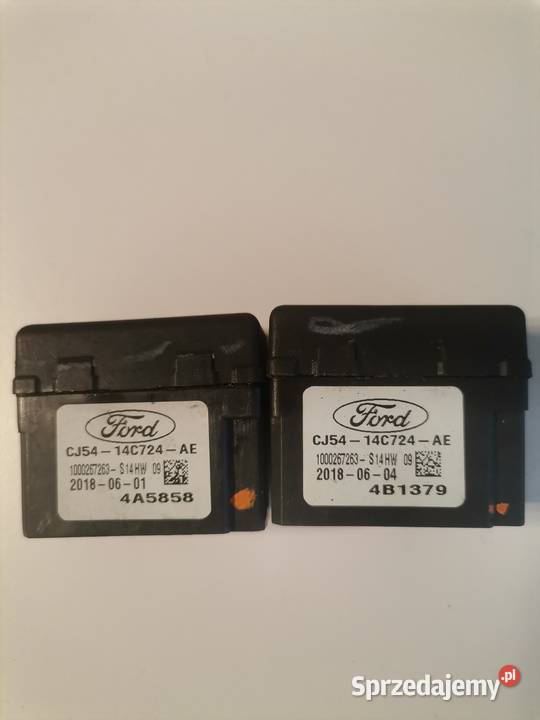 Ford
CJ54-14C724-AE
1000267263-S14HW 09
2018-06-01
4A5858
Ford
CJ54-14C724-AE
1000267263-S14HW 09
2018-06-04
4B1379
Sprzedajemy.pl